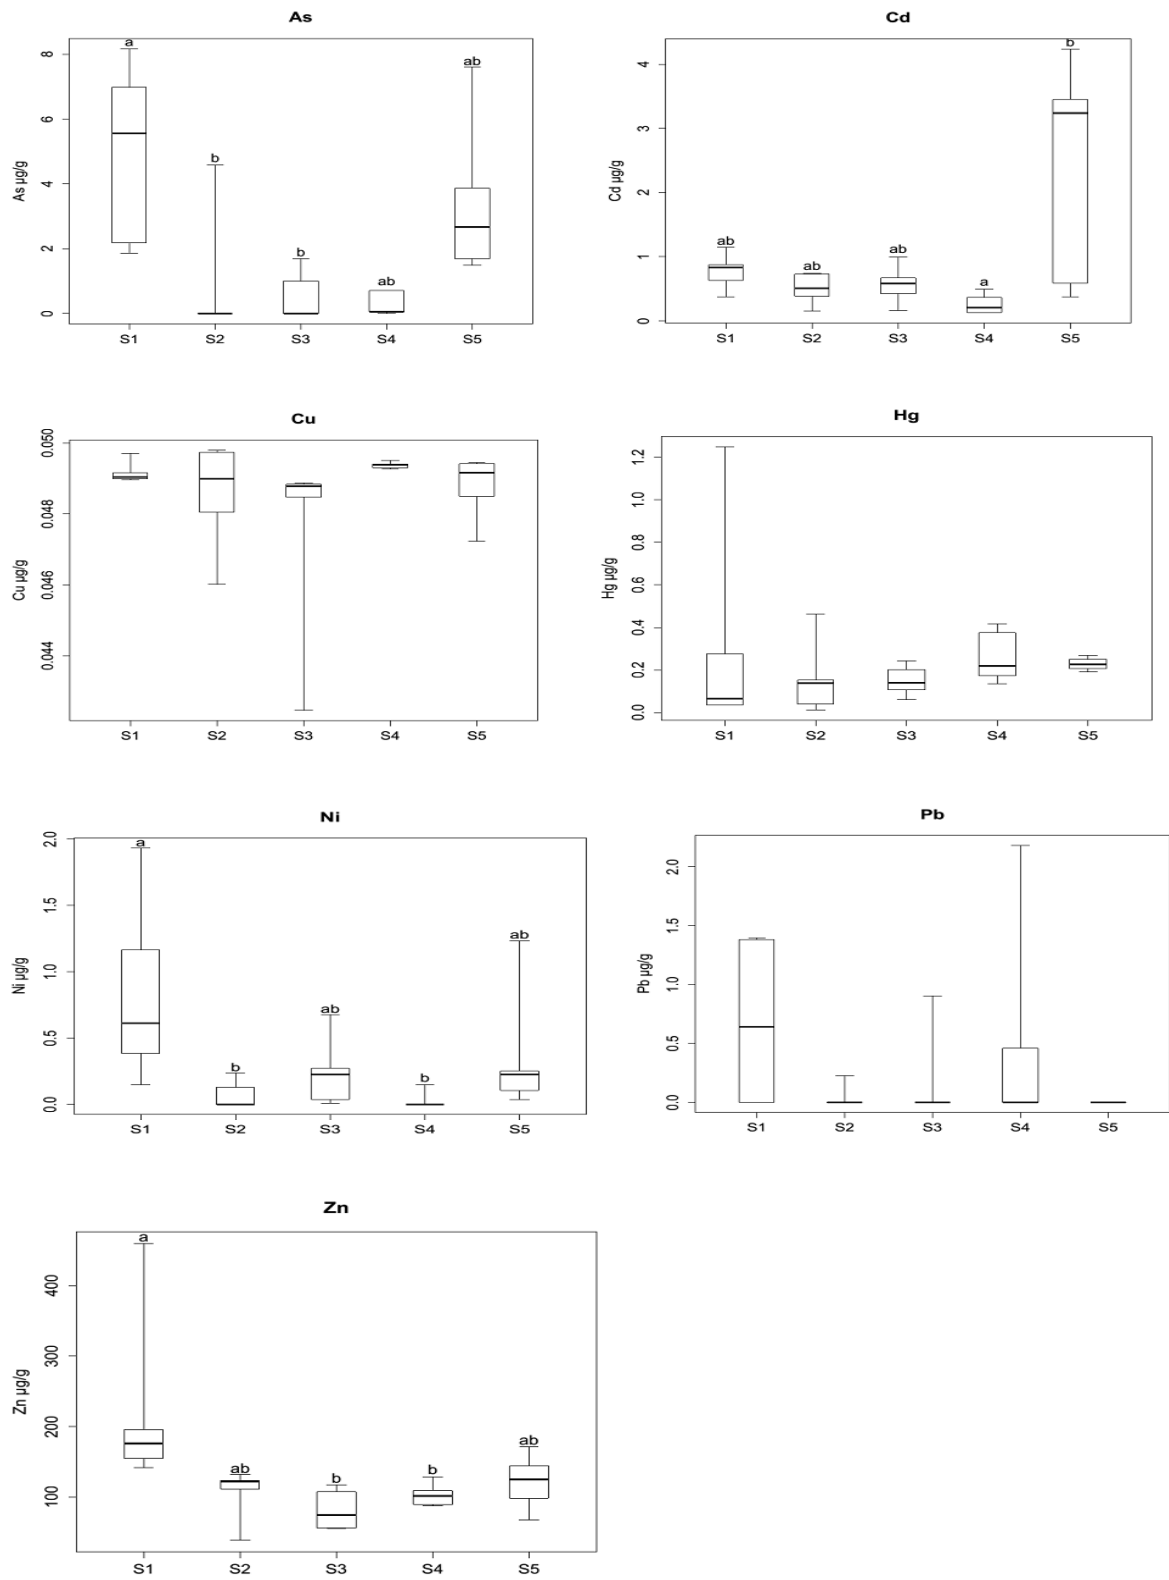 As
As µg/g
8
6
4
2
0
a
b
b
ab
ab
S1 S2 S3 S4 S5
Cd
Cd µg/g
4
3
2
1
0
ab
ab
ab
a
b
S1 S2 S3 S4 S5
Cu
Cu µg/g
0.050
0.048
0.046
0.044
S1 S2 S3 S4 S5
Hg
Hg µg/g
1.2
1.0
0.8
0.6
0.4
0.2
0.0
S1 S2 S3 S4 S5
Ni
Ni µg/g
2.0
1.5
1.0
0.5
0.0
a
b
ab
b
ab
S1 S2 S3 S4 S5
Pb
Pb µg/g
2.0
1.5
1.0
0.5
0.0
S1 S2 S3 S4 S5
Zn
Zn µg/g
400
300
200
100
a
ab
b
b
ab
S1 S2 S3 S4 S5